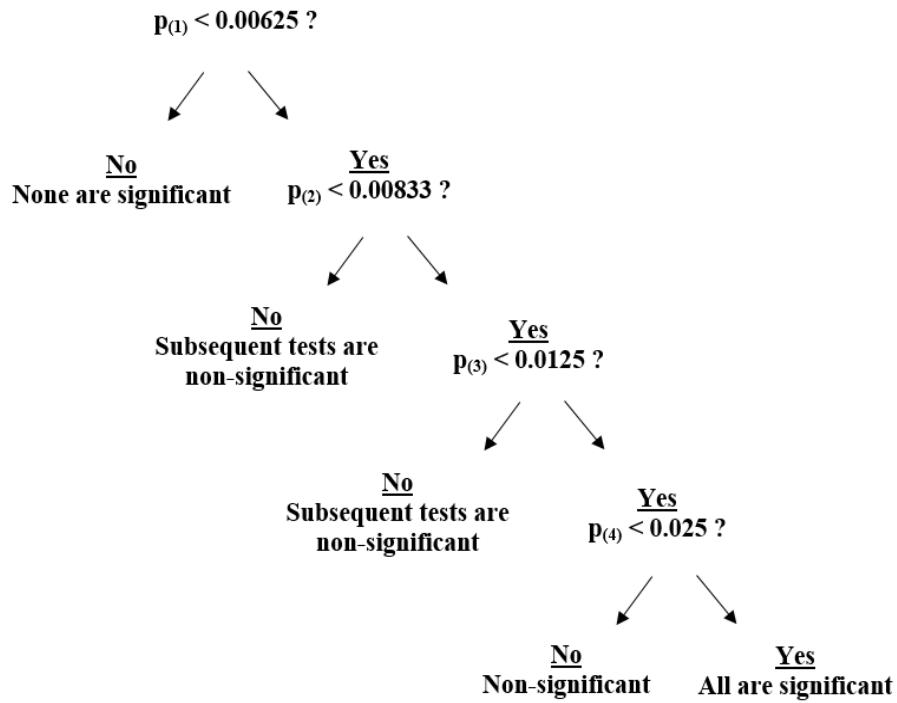 p(1) < 0.00625 ?
No
None are significant
Yes
p(2) < 0.00833 ?
No
Subsequent tests are
non-significant
Yes
p(3) < 0.0125 ?
No
Subsequent tests are
non-significant
Yes
p(4) < 0.025 ?
No
Non-significant
Yes
All are significant